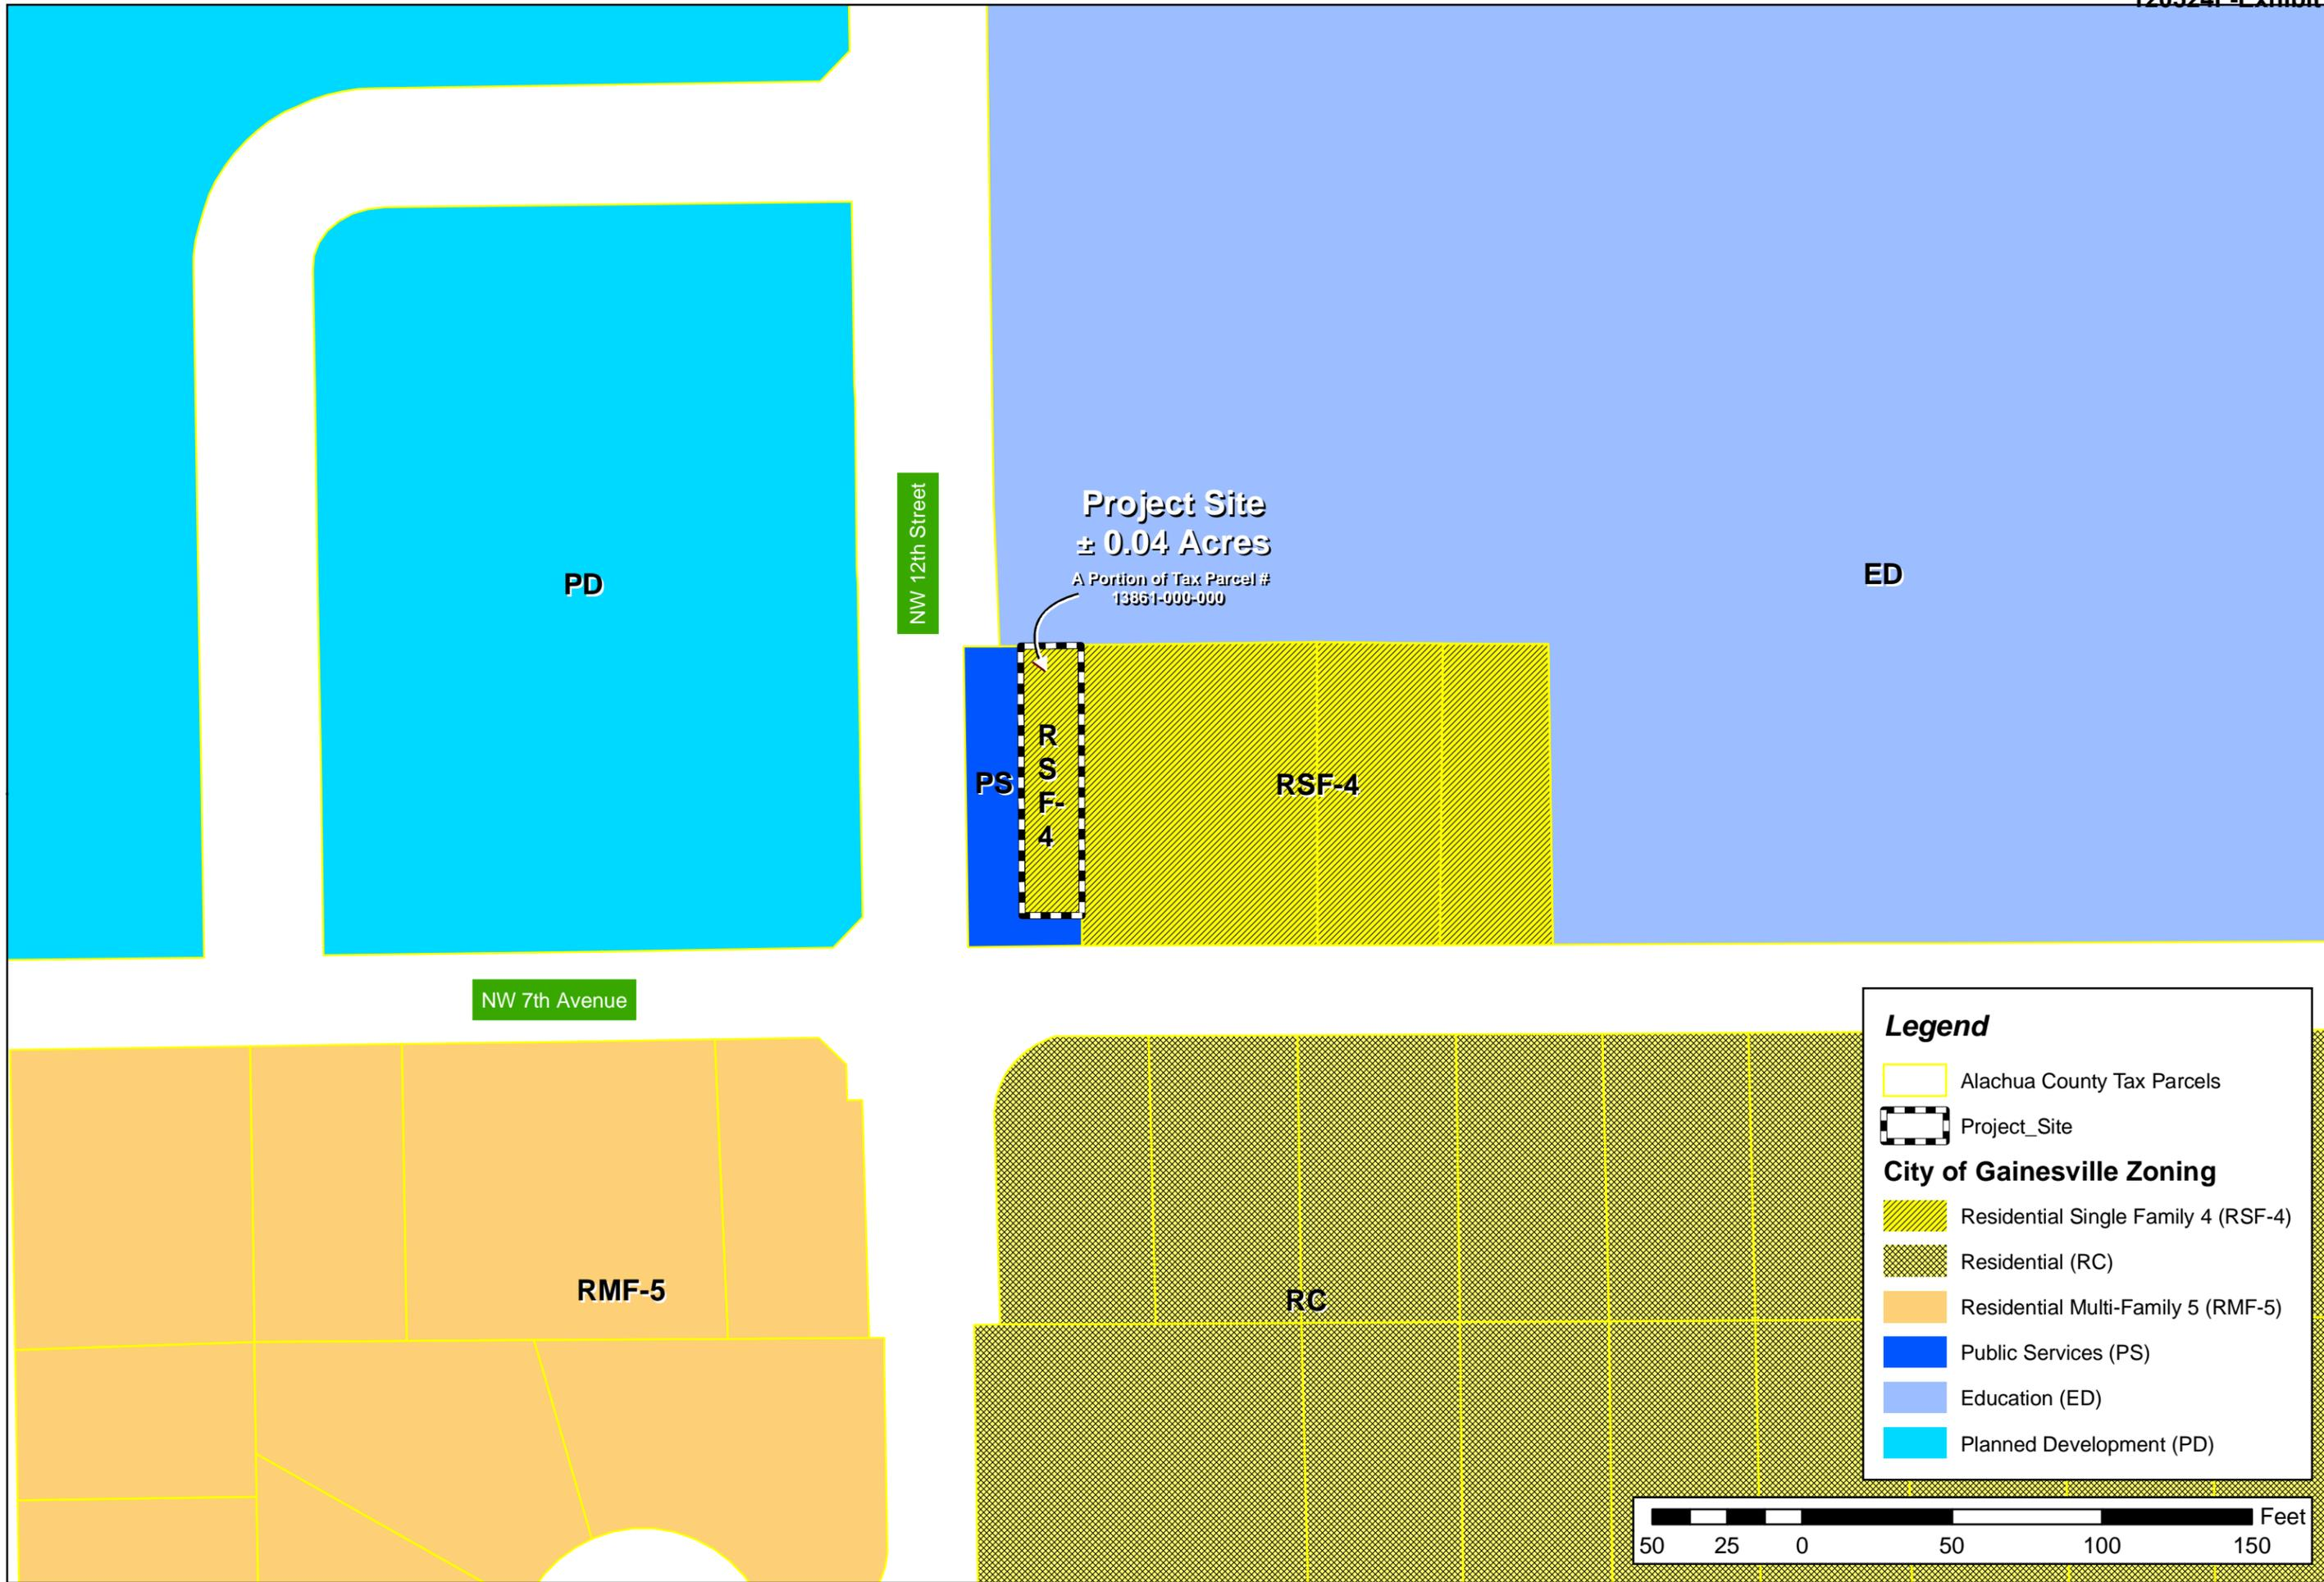 NW 12th Street
Project Site
± 0.04 Acres
A Portion of Tax Parcel #
13861-000-000
PD
ED
R
S
F-
4
PS
RSF-4
NW 7th Avenue
RMF-5
RC
Legend
Alachua County Tax Parcels
Project_Site
City of Gainesville Zoning
Residential Single Family 4 (RSF-4)
Residential (RC)
Residential Multi-Family 5 (RMF-5)
Public Services (PS)
Education (ED)
Planned Development (PD)
Feet
50 25 0 50 100 150